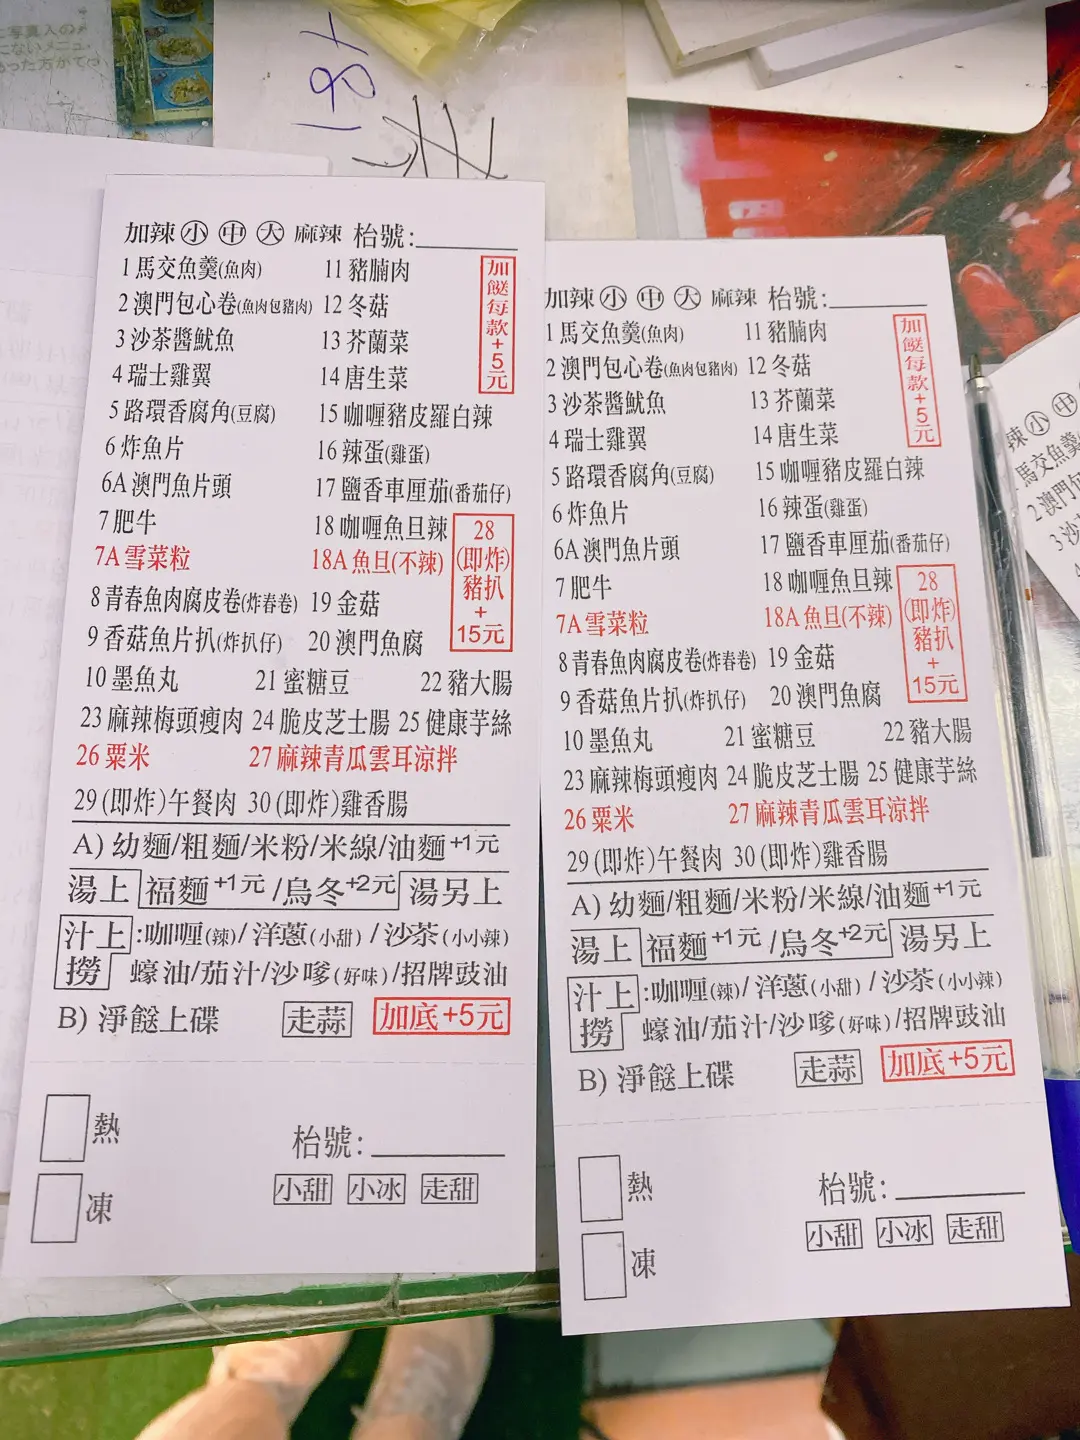 加辣 小 中 大 麻辣 枱號:
1 馬交魚羹(魚肉) 11 豬腩肉
2 澳門包心卷(魚肉包豬肉) 12 冬菇
3 沙茶醬魷魚 13 芥蘭菜
4 瑞士雞翼 14 唐生菜
加餸每款+5元
5 路環香腐角(豆腐) 15 咖喱豬皮羅白辣
6 炸魚片 16 辣蛋(雞蛋)
6A 澳門魚片頭 17 鹽香車厘茄(番茄仔)
7 肥牛 18 咖喱魚旦辣
7A 雪菜粒 18A 魚旦(不辣)
8 青春魚肉腐皮卷(炸春卷) 19 金菇
9 香菇魚片扒(炸扒仔) 20 澳門魚腐
28
(即炸)
豬扒
+
15元
10 墨魚丸 21 蜜糖豆 22 豬大腸
23 麻辣梅頭瘦肉 24 脆皮芝士腸 25 健康芋絲
26 粟米 27 麻辣青瓜雲耳涼拌
29 (即炸)午餐肉 30 (即炸)雞香腸
A) 幼麵/粗麵/米粉/米線/油麵+1元
湯上 福麵+1元 /烏冬+2元 湯另上
汁上:咖喱(辣)/洋蔥(小甜)/沙茶(小小辣)
撈 蠔油/茄汁/沙嗲(好味)/招牌豉油
B) 淨餸上碟 走蒜 加底+5元
熱 枱號:
凍 小甜 小冰 走甜
加辣 小 中 大 麻辣 枱號:
1 馬交魚羹(魚肉) 11 豬腩肉
2 澳門包心卷(魚肉包豬肉) 12 冬菇
3 沙茶醬魷魚 13 芥蘭菜
4 瑞士雞翼 14 唐生菜
加餸每款+5元
5 路環香腐角(豆腐) 15 咖喱豬皮羅白辣
6 炸魚片 16 辣蛋(雞蛋)
6A 澳門魚片頭 17 鹽香車厘茄(番茄仔)
7 肥牛 18 咖喱魚旦辣
7A 雪菜粒 18A 魚旦(不辣)
8 青春魚肉腐皮卷(炸春卷) 19 金菇
9 香菇魚片扒(炸扒仔) 20 澳門魚腐
28
(即炸)
豬扒
+
15元
10 墨魚丸 21 蜜糖豆 22 豬大腸
23 麻辣梅頭瘦肉 24 脆皮芝士腸 25 健康芋絲
26 粟米 27 麻辣青瓜雲耳涼拌
29 (即炸)午餐肉 30 (即炸)雞香腸
A) 幼麵/粗麵/米粉/米線/油麵+1元
湯上 福麵+1元 /烏冬+2元 湯另上
汁上:咖喱(辣)/洋蔥(小甜)/沙茶(小小辣)
撈 蠔油/茄汁/沙嗲(好味)/招牌豉油
B) 淨餸上碟 走蒜 加底+5元
熱 枱號:
凍 小甜 小冰 走甜
辣 小 中
馬交魚羹
2 澳門包
3 沙